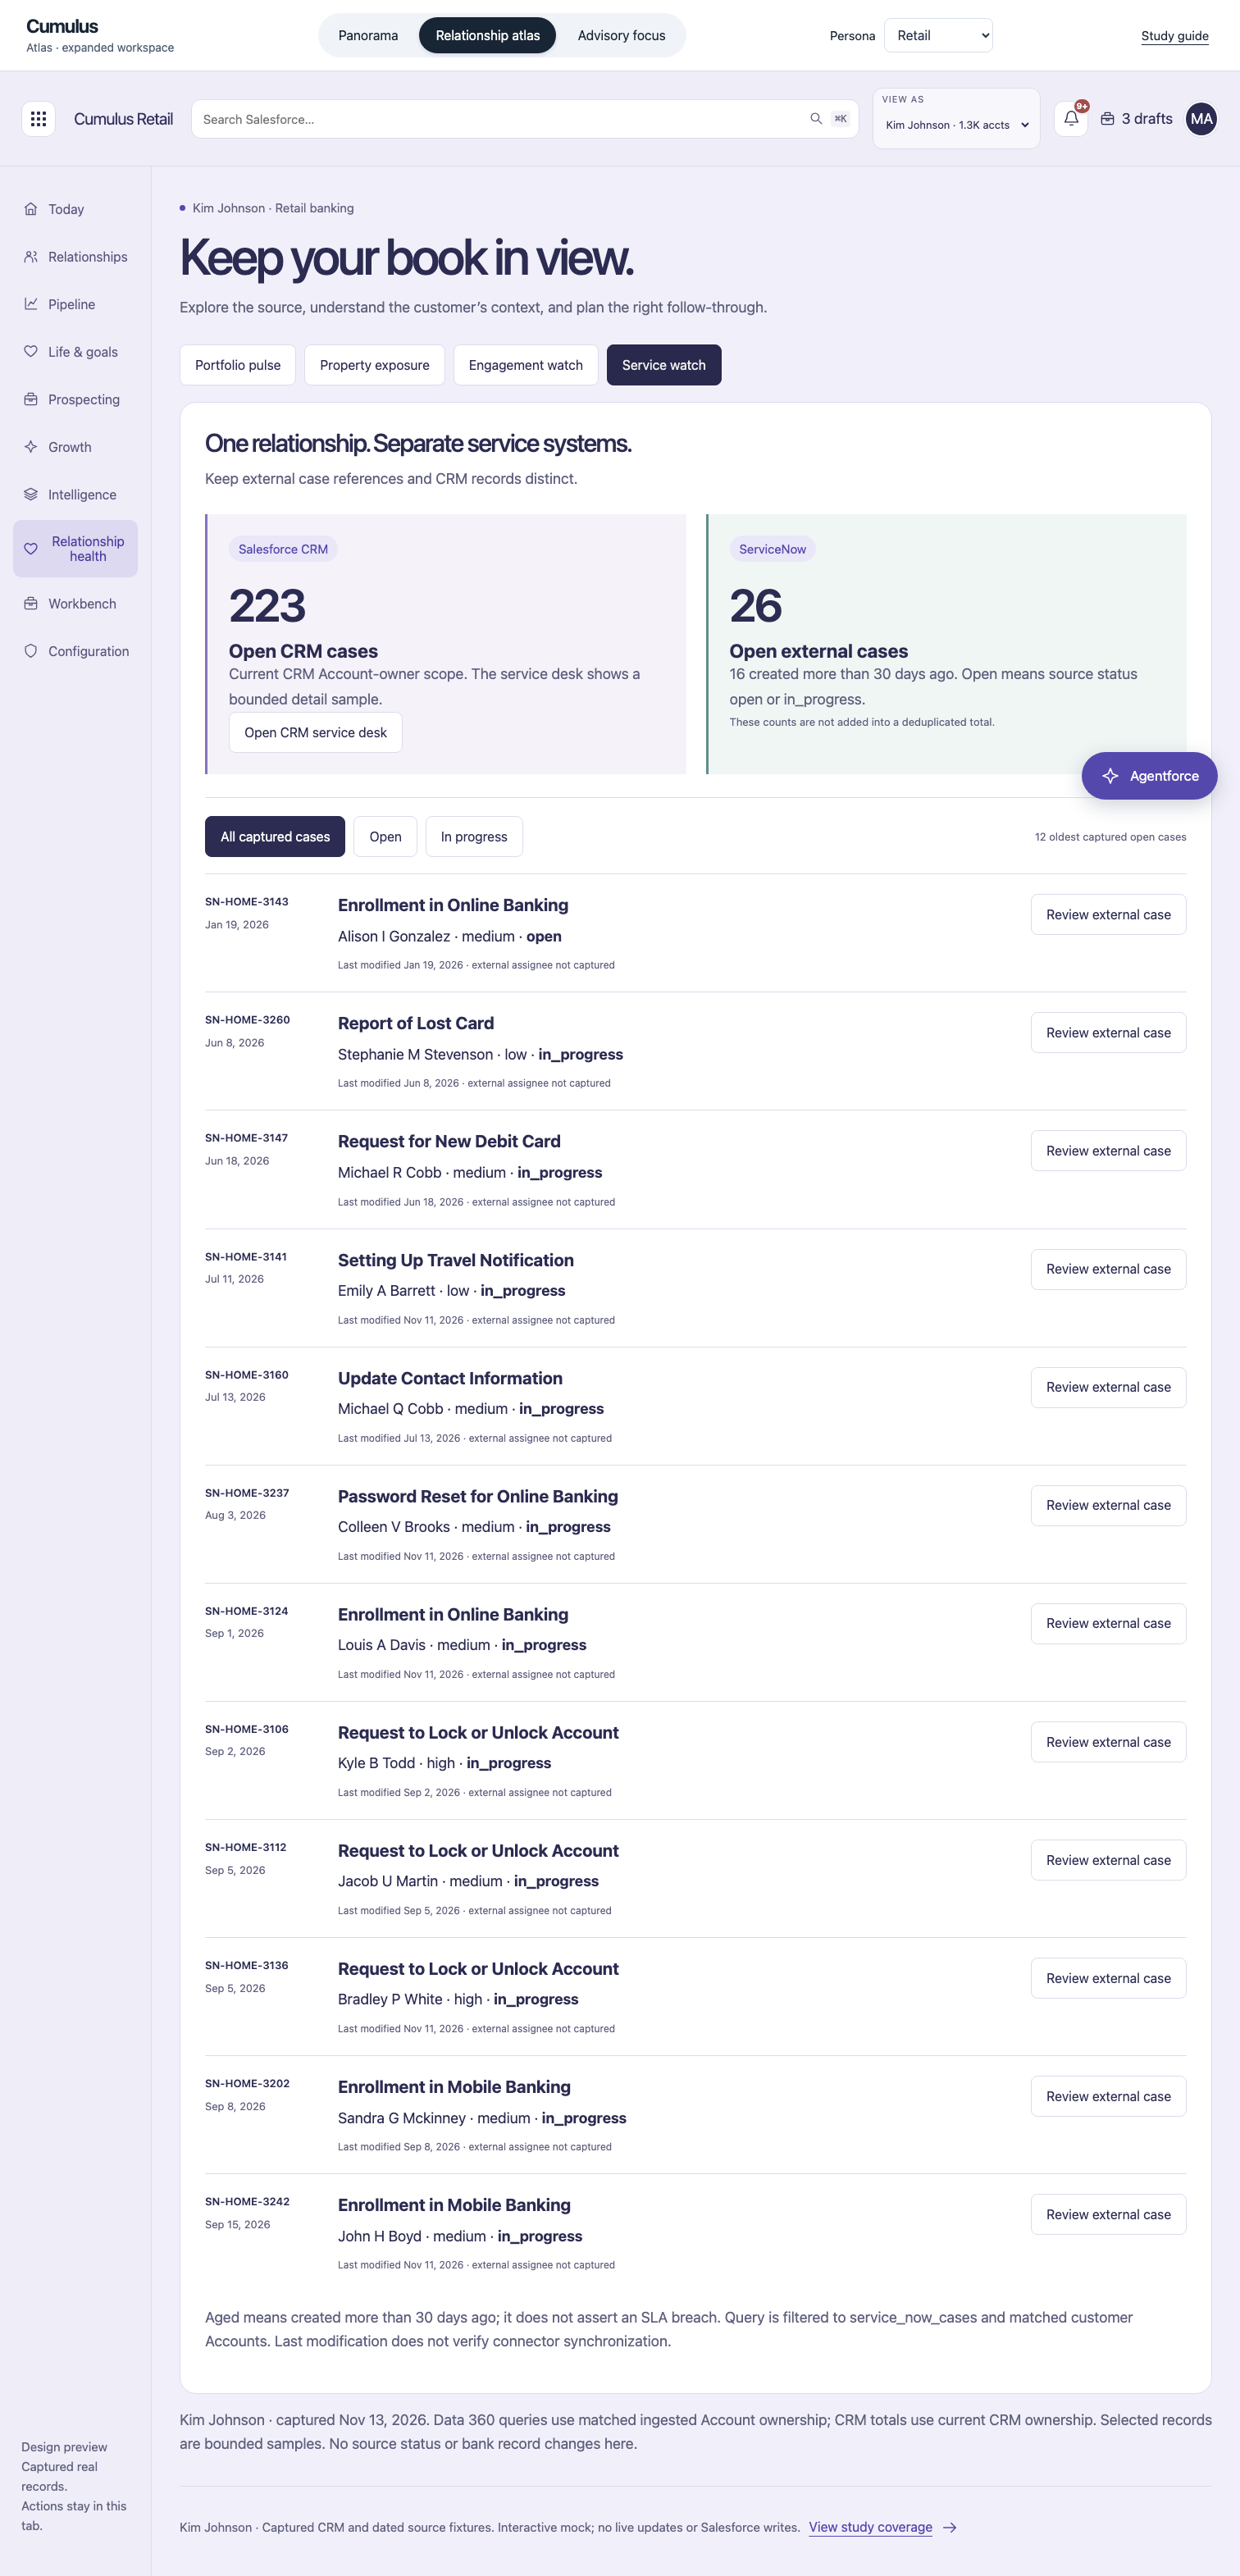 Cumulus
Atlas · expanded workspace
Panorama
Relationship atlas
Advisory focus
Persona
Retail
Study guide
Cumulus Retail
Search Salesforce...
⌘K
VIEW AS
Kim Johnson · 1.3K accts
9+
3 drafts
MA
Today
Relationships
Pipeline
Life & goals
Prospecting
Growth
Intelligence
Relationship
health
Workbench
Configuration
Design preview
Captured real
records.
Actions stay in this
tab.
Kim Johnson · Retail banking
Keep your book in view.
Explore the source, understand the customer’s context, and plan the right follow-through.
Portfolio pulse
Property exposure
Engagement watch
Service watch
One relationship. Separate service systems.
Keep external case references and CRM records distinct.
Salesforce CRM
223
Open CRM cases
Current CRM Account-owner scope. The service desk shows a
bounded detail sample.
Open CRM service desk
ServiceNow
26
Open external cases
16 created more than 30 days ago. Open means source status
open or in_progress.
These counts are not added into a deduplicated total.
Agentforce
All captured cases
Open
In progress
12 oldest captured open cases
SN-HOME-3143
Jan 19, 2026
Enrollment in Online Banking
Alison I Gonzalez · medium · open
Last modified Jan 19, 2026 · external assignee not captured
Review external case
SN-HOME-3260
Jun 8, 2026
Report of Lost Card
Stephanie M Stevenson · low · in_progress
Last modified Jun 8, 2026 · external assignee not captured
Review external case
SN-HOME-3147
Jun 18, 2026
Request for New Debit Card
Michael R Cobb · medium · in_progress
Last modified Jun 18, 2026 · external assignee not captured
Review external case
SN-HOME-3141
Jul 11, 2026
Setting Up Travel Notification
Emily A Barrett · low · in_progress
Last modified Nov 11, 2026 · external assignee not captured
Review external case
SN-HOME-3160
Jul 13, 2026
Update Contact Information
Michael Q Cobb · medium · in_progress
Last modified Jul 13, 2026 · external assignee not captured
Review external case
SN-HOME-3237
Aug 3, 2026
Password Reset for Online Banking
Colleen V Brooks · medium · in_progress
Last modified Nov 11, 2026 · external assignee not captured
Review external case
SN-HOME-3124
Sep 1, 2026
Enrollment in Online Banking
Louis A Davis · medium · in_progress
Last modified Nov 11, 2026 · external assignee not captured
Review external case
SN-HOME-3106
Sep 2, 2026
Request to Lock or Unlock Account
Kyle B Todd · high · in_progress
Last modified Sep 2, 2026 · external assignee not captured
Review external case
SN-HOME-3112
Sep 5, 2026
Request to Lock or Unlock Account
Jacob U Martin · medium · in_progress
Last modified Sep 5, 2026 · external assignee not captured
Review external case
SN-HOME-3136
Sep 5, 2026
Request to Lock or Unlock Account
Bradley P White · high · in_progress
Last modified Nov 11, 2026 · external assignee not captured
Review external case
SN-HOME-3202
Sep 8, 2026
Enrollment in Mobile Banking
Sandra G Mckinney · medium · in_progress
Last modified Sep 8, 2026 · external assignee not captured
Review external case
SN-HOME-3242
Sep 15, 2026
Enrollment in Mobile Banking
John H Boyd · medium · in_progress
Last modified Nov 11, 2026 · external assignee not captured
Review external case
Aged means created more than 30 days ago; it does not assert an SLA breach. Query is filtered to service_now_cases and matched customer
Accounts. Last modification does not verify connector synchronization.
Kim Johnson · captured Nov 13, 2026. Data 360 queries use matched ingested Account ownership; CRM totals use current CRM ownership. Selected records
are bounded samples. No source status or bank record changes here.
Kim Johnson · Captured CRM and dated source fixtures. Interactive mock; no live updates or Salesforce writes. View study coverage →